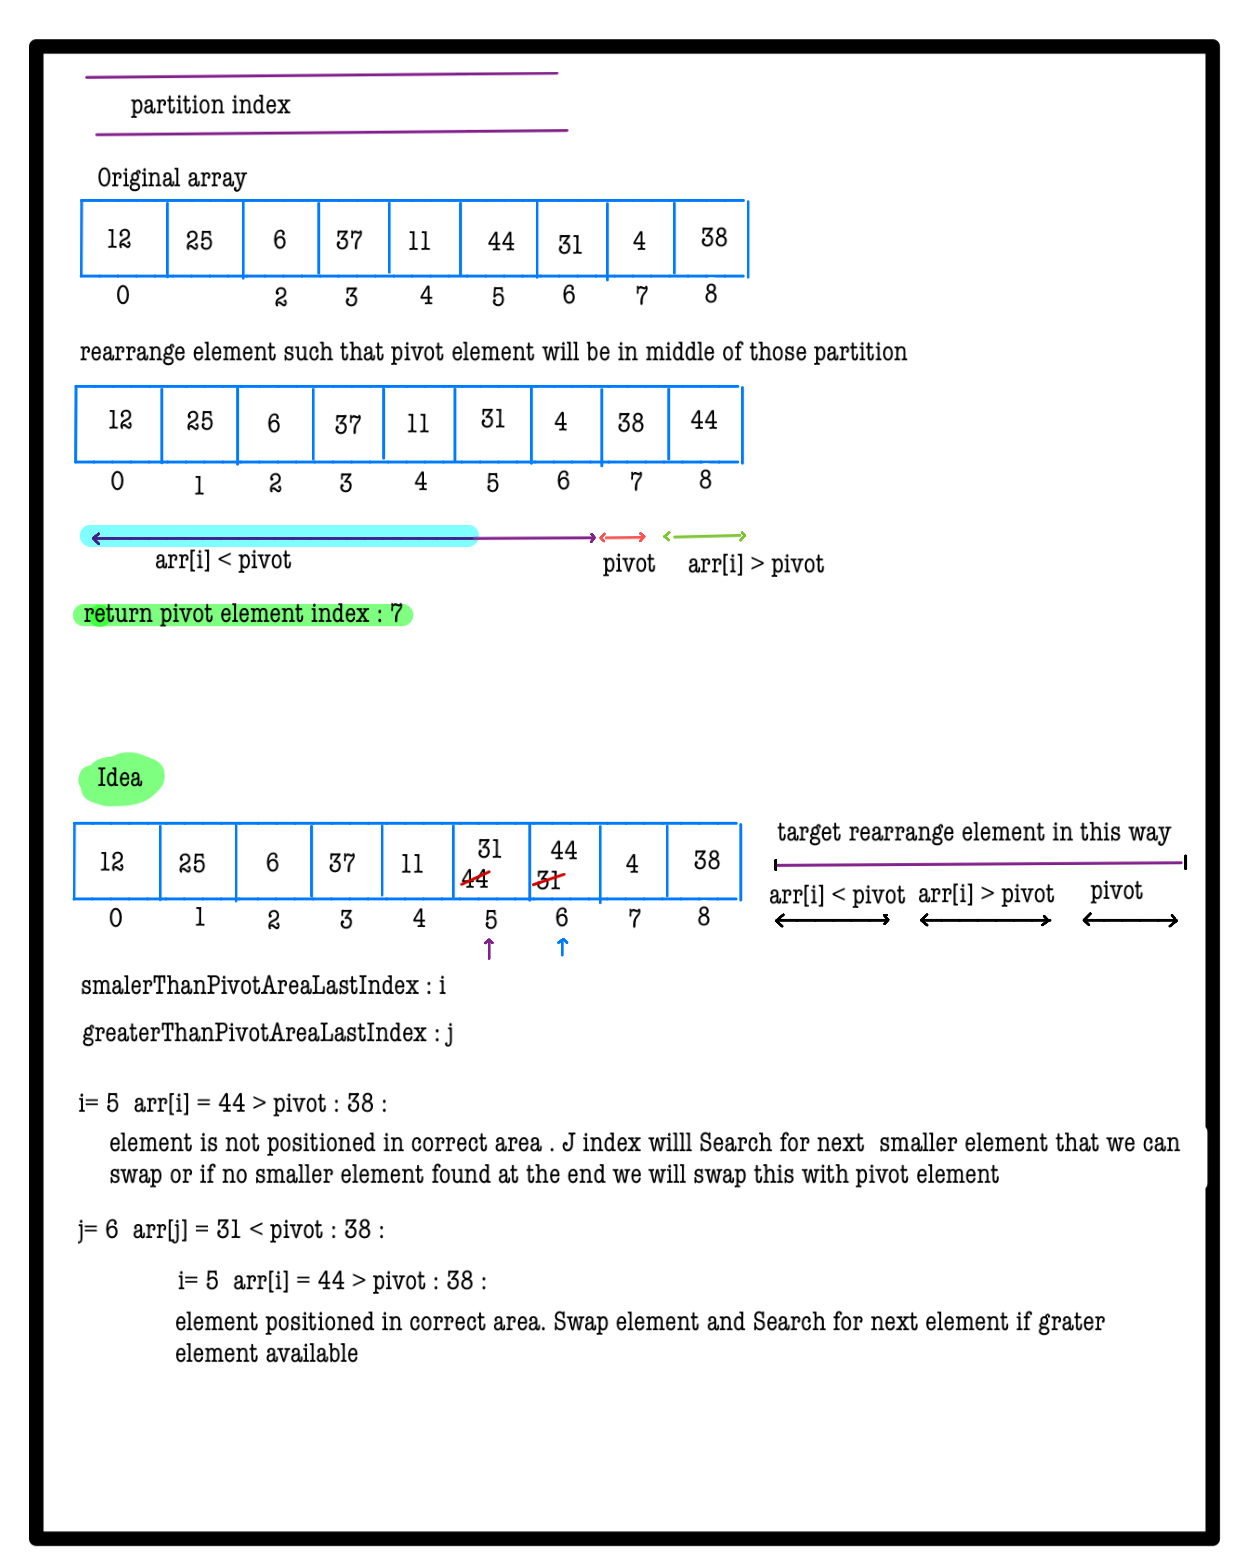 partition index
Original array
12 25 6 37 11 44 31 4 38
0 2 3 4 5 6 7 8
rearrange element such that pivot element will be in middle of those partition
12 25 6 37 11 31 4 38 44
0 1 2 3 4 5 6 7 8
arr[i] < pivot pivot arr[i] > pivot
return pivot element index : 7
Idea
target rearrange element in this way
31 44
12 25 6 37 11 44 31 4 38
arr[i] < pivot arr[i] > pivot pivot
0 1 2 3 4 5 6 7 8
smalerThanPivotAreaLastIndex : i
greaterThanPivotAreaLastIndex : j
i= 5 arr[i] = 44 > pivot : 38 :
element is not positioned in correct area . J index willl Search for next smaller element that we can
swap or if no smaller element found at the end we will swap this with pivot element
j= 6 arr[j] = 31 < pivot : 38 :
i= 5 arr[i] = 44 > pivot : 38 :
element positioned in correct area. Swap element and Search for next element if grater
element available